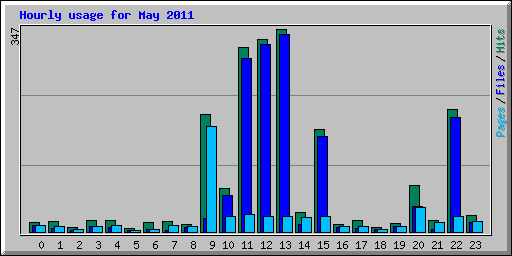 Hourly usage for May 2011
347
Pages / Files / Hits
0 1 2 3 4 5 6 7 8 9 10 11 12 13 14 15 16 17 18 19 20 21 22 23